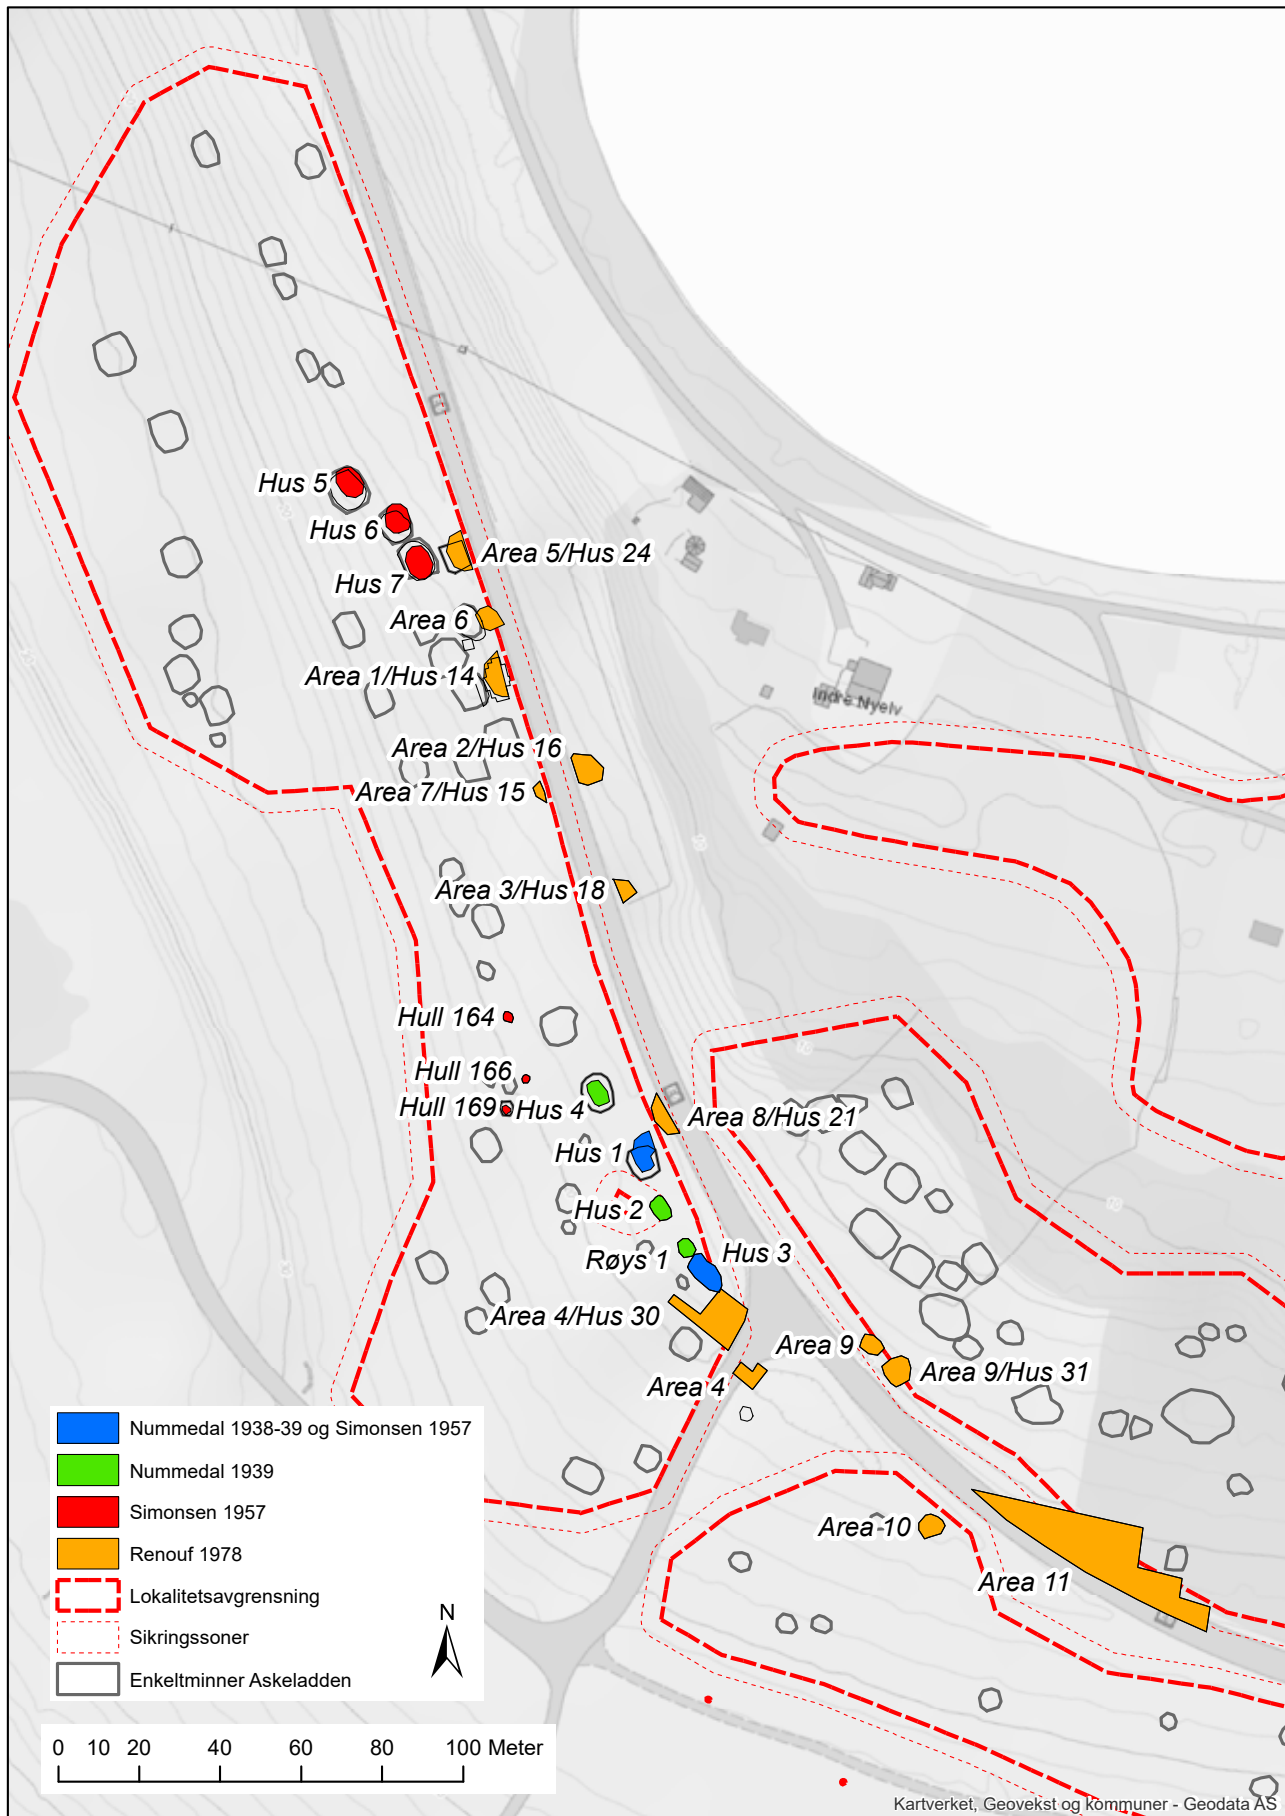 Hus 5
Hus 6
Hus 7
Area 5/Hus 24
Area 6
Area 1/Hus 14
Indre Nyelv
Area 2/Hus 16
Area 7/Hus 15
Area 3/Hus 18
Hull 164
Hull 166
Hull 169
Hus 4
Area 8/Hus 21
Hus 1
Hus 2
Røys 1
Hus 3
Area 4/Hus 30
Area 9
Area 9/Hus 31
Area 4
Area 10
Area 11
Nummedal 1938-39 og Simonsen 1957
Nummedal 1939
Simonsen 1957
Renouf 1978
Lokalitetsavgrensning
Sikringssoner
Enkeltminner Askeladden
N
0 10 20 40 60 80 100 Meter
Kartverket, Geovekst og kommuner - Geodata AS